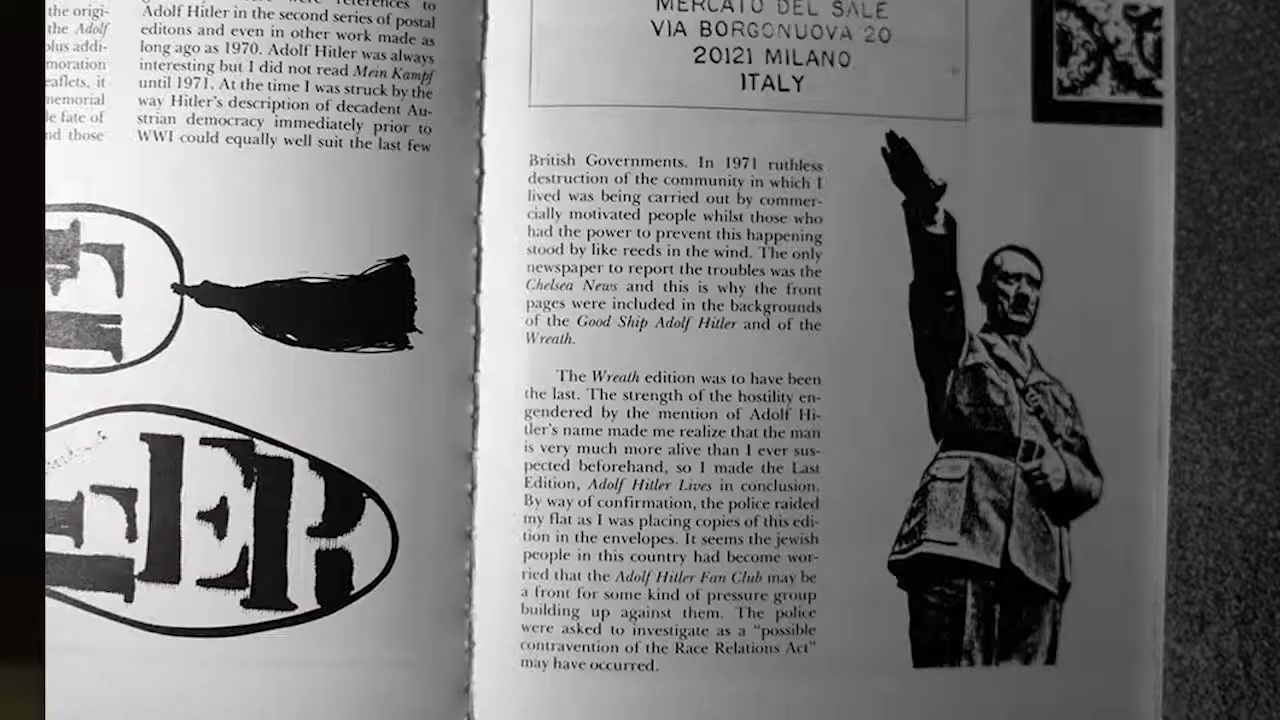 the origi-
the Adolf
plus addi-
moration
eaflets, it
memorial
le fate of
nd those
were references to
Adolf Hitler in the second series of postal
editons and even in other work made as
long ago as 1970. Adolf Hitler was always
interesting but I did not read Mein Kampf
until 1971. At the time I was struck by the
way Hitler's description of decadent Au-
strian democracy immediately prior to
WWI could equally well suit the last few
ER
MERCATO DEL SALE
VIA BORGONUOVA 20
20121 MILANO
ITALY
British Governments. In 1971 ruthless
destruction of the community in which I
lived was being carried out by commer-
cially motivated people whilst those who
had the power to prevent this happening
stood by like reeds in the wind. The only
newspaper to report the troubles was the
Chelsea News and this is why the front
pages were included in the backgrounds
of the Good Ship Adolf Hitler and of the
Wreath.
The Wreath edition was to have been
the last. The strength of the hostility en-
gendered by the mention of Adolf Hi-
tler's name made me realize that the man
is very much more alive than I ever sus-
pected beforehand, so I made the Last
Edition, Adolf Hitler Lives in conclusion.
By way of confirmation, the police raided
my flat as I was placing copies of this edi-
tion in the envelopes. It seems the jewish
people in this country had become wor-
ried that the Adolf Hitler Fan Club may be
a front for some kind of pressure group
building up against them. The police
were asked to investigate as a "possible
contravention of the Race Relations Act"
may have occurred.